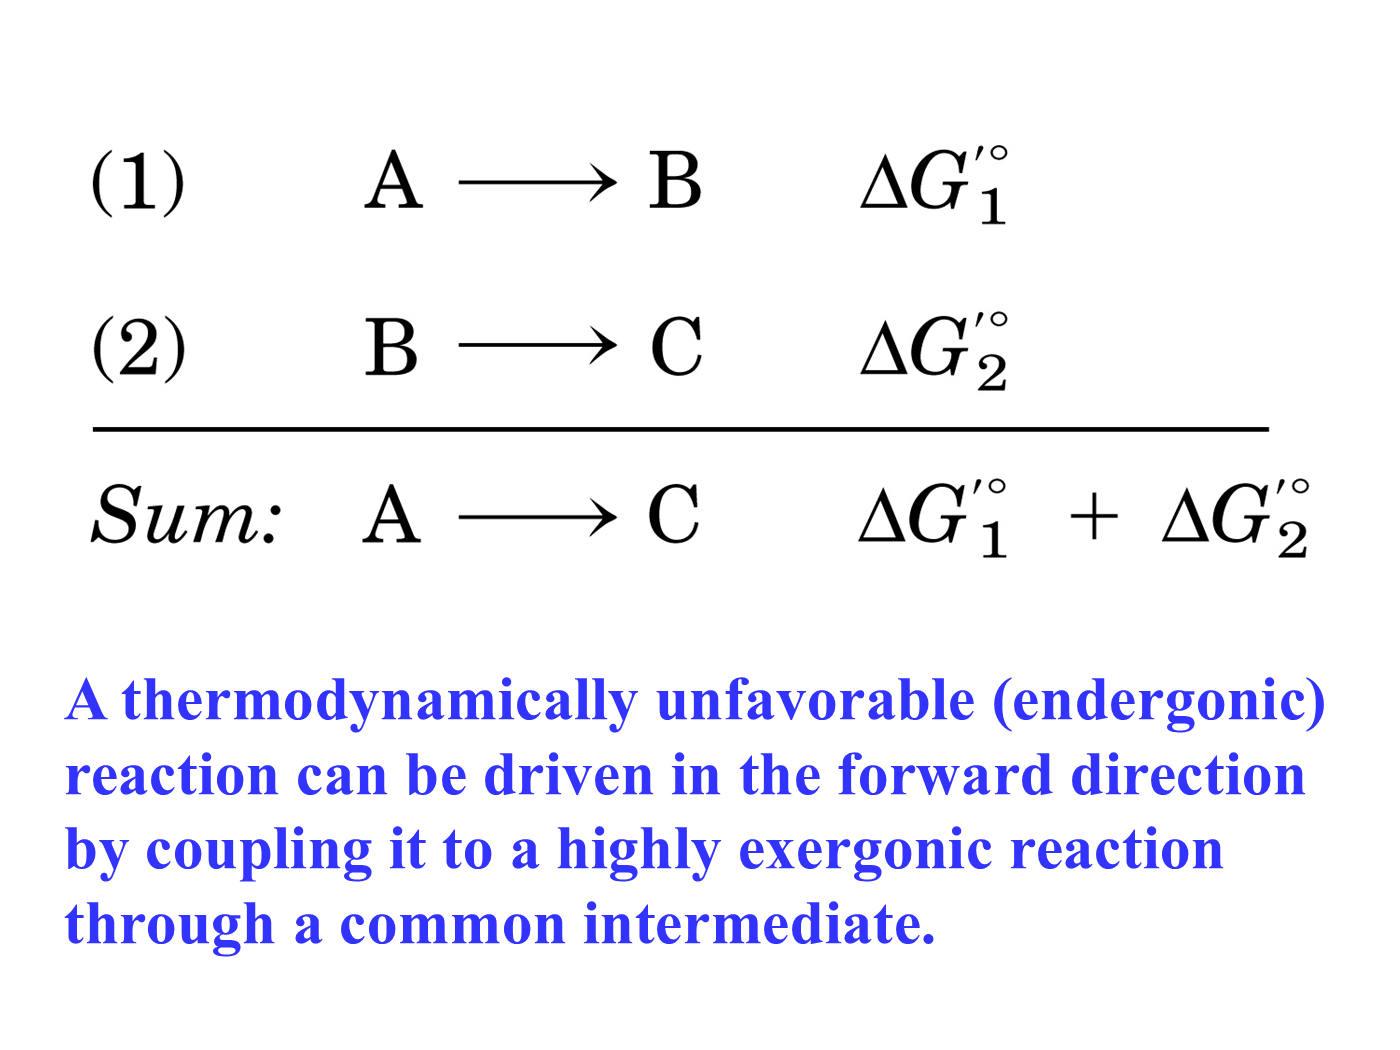 (1) A ⟶ B ΔG′°1
(2) B ⟶ C ΔG′°2
Sum: A ⟶ C ΔG′°1 + ΔG′°2
A thermodynamically unfavorable (endergonic)
reaction can be driven in the forward direction
by coupling it to a highly exergonic reaction
through a common intermediate.